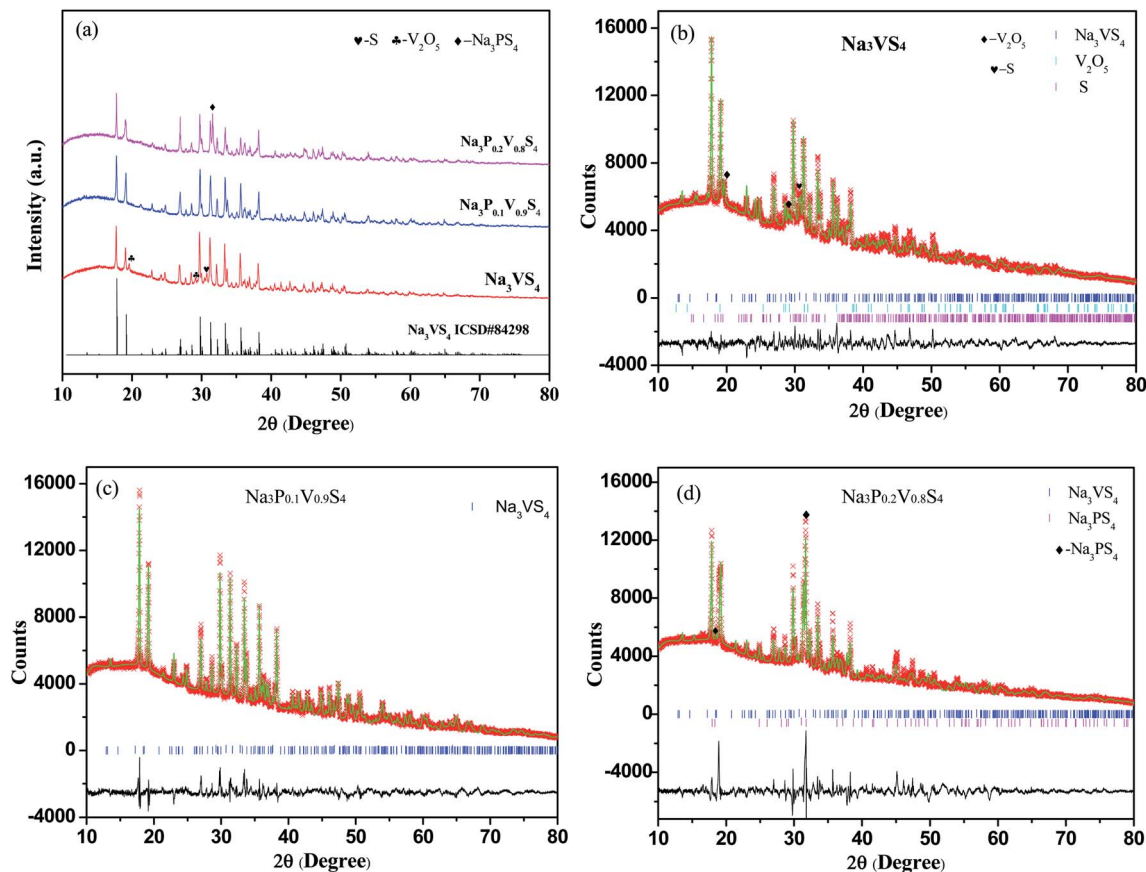 (a)
♥-S ♣-V₂O₅ ♦-Na₃PS₄
Na₃P₀.₂V₀.₈S₄
Na₃P₀.₁V₀.₉S₄
Na₃VS₄
Na₃VS₄ ICSD#84298
Intensity (a.u.)
10 20 30 40 50 60 70 80
2θ (Degree)
(b)
Na₃VS₄
♦–V₂O₅
♥–S
Na₃VS₄
V₂O₅
S
16000
12000
8000
4000
0
-4000
Counts
10 20 30 40 50 60 70 80
2θ (Degree)
(c)
Na₃P₀.₁V₀.₉S₄
Na₃VS₄
16000
12000
8000
4000
0
-4000
Counts
10 20 30 40 50 60 70 80
2θ (Degree)
(d)
Na₃P₀.₂V₀.₈S₄
Na₃VS₄
Na₃PS₄
♦-Na₃PS₄
16000
12000
8000
4000
0
-4000
Counts
10 20 30 40 50 60 70 80
2θ (Degree)